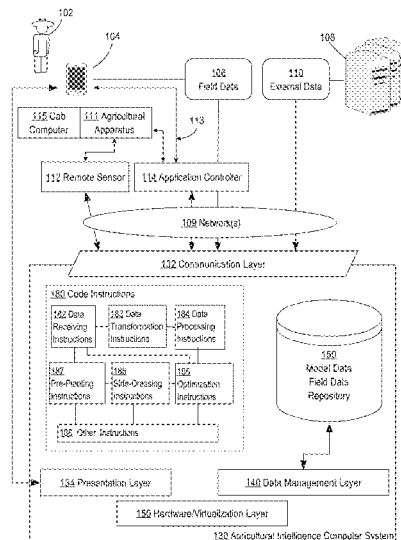 102
104
108
106
Field Data
110
External Data
115 Cab
Computer
111 Agricultural
Apparatus
113
112 Remote Sensor
114 Application Controller
109 Network(s)
132 Communication Layer
180 Code Instructions
182 Data
Receiving
Instructions
183 Data
Transformation
Instructions
184 Data
Processing
Instructions
187
Pre-Planting
Instructions
186
Side-Dressing
Instructions
185
Optimization
Instructions
188 Other Instructions
160
Model Data
Field Data
Repository
134 Presentation Layer
140 Data Management Layer
150 Hardware/Virtualization Layer
130 Agricultural Intelligence Computer System